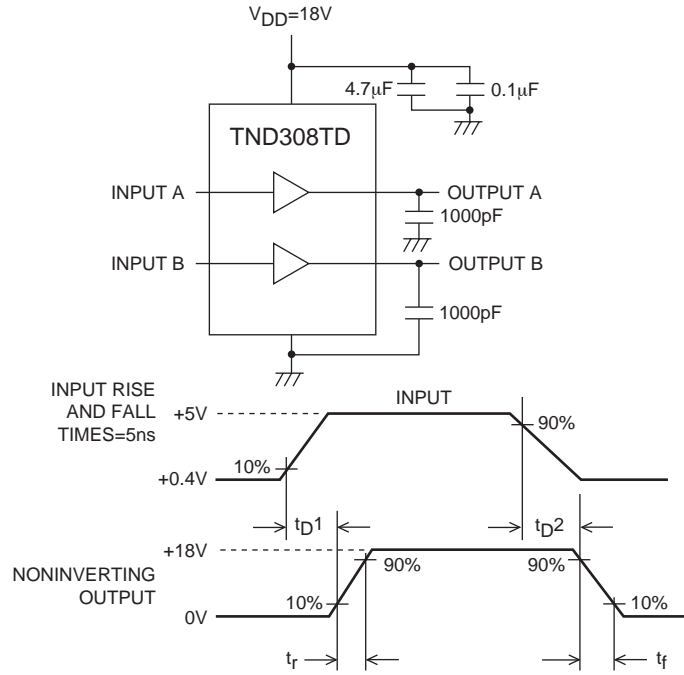 VDD=18V
4.7μF
0.1μF
TND308TD
INPUT A
OUTPUT A
1000pF
INPUT B
OUTPUT B
1000pF
INPUT RISE
AND FALL
TIMES=5ns
+5V
INPUT
90%
10%
+0.4V
tD1
tD2
+18V
NONINVERTING
OUTPUT
90%
90%
10%
10%
0V
tr
tf